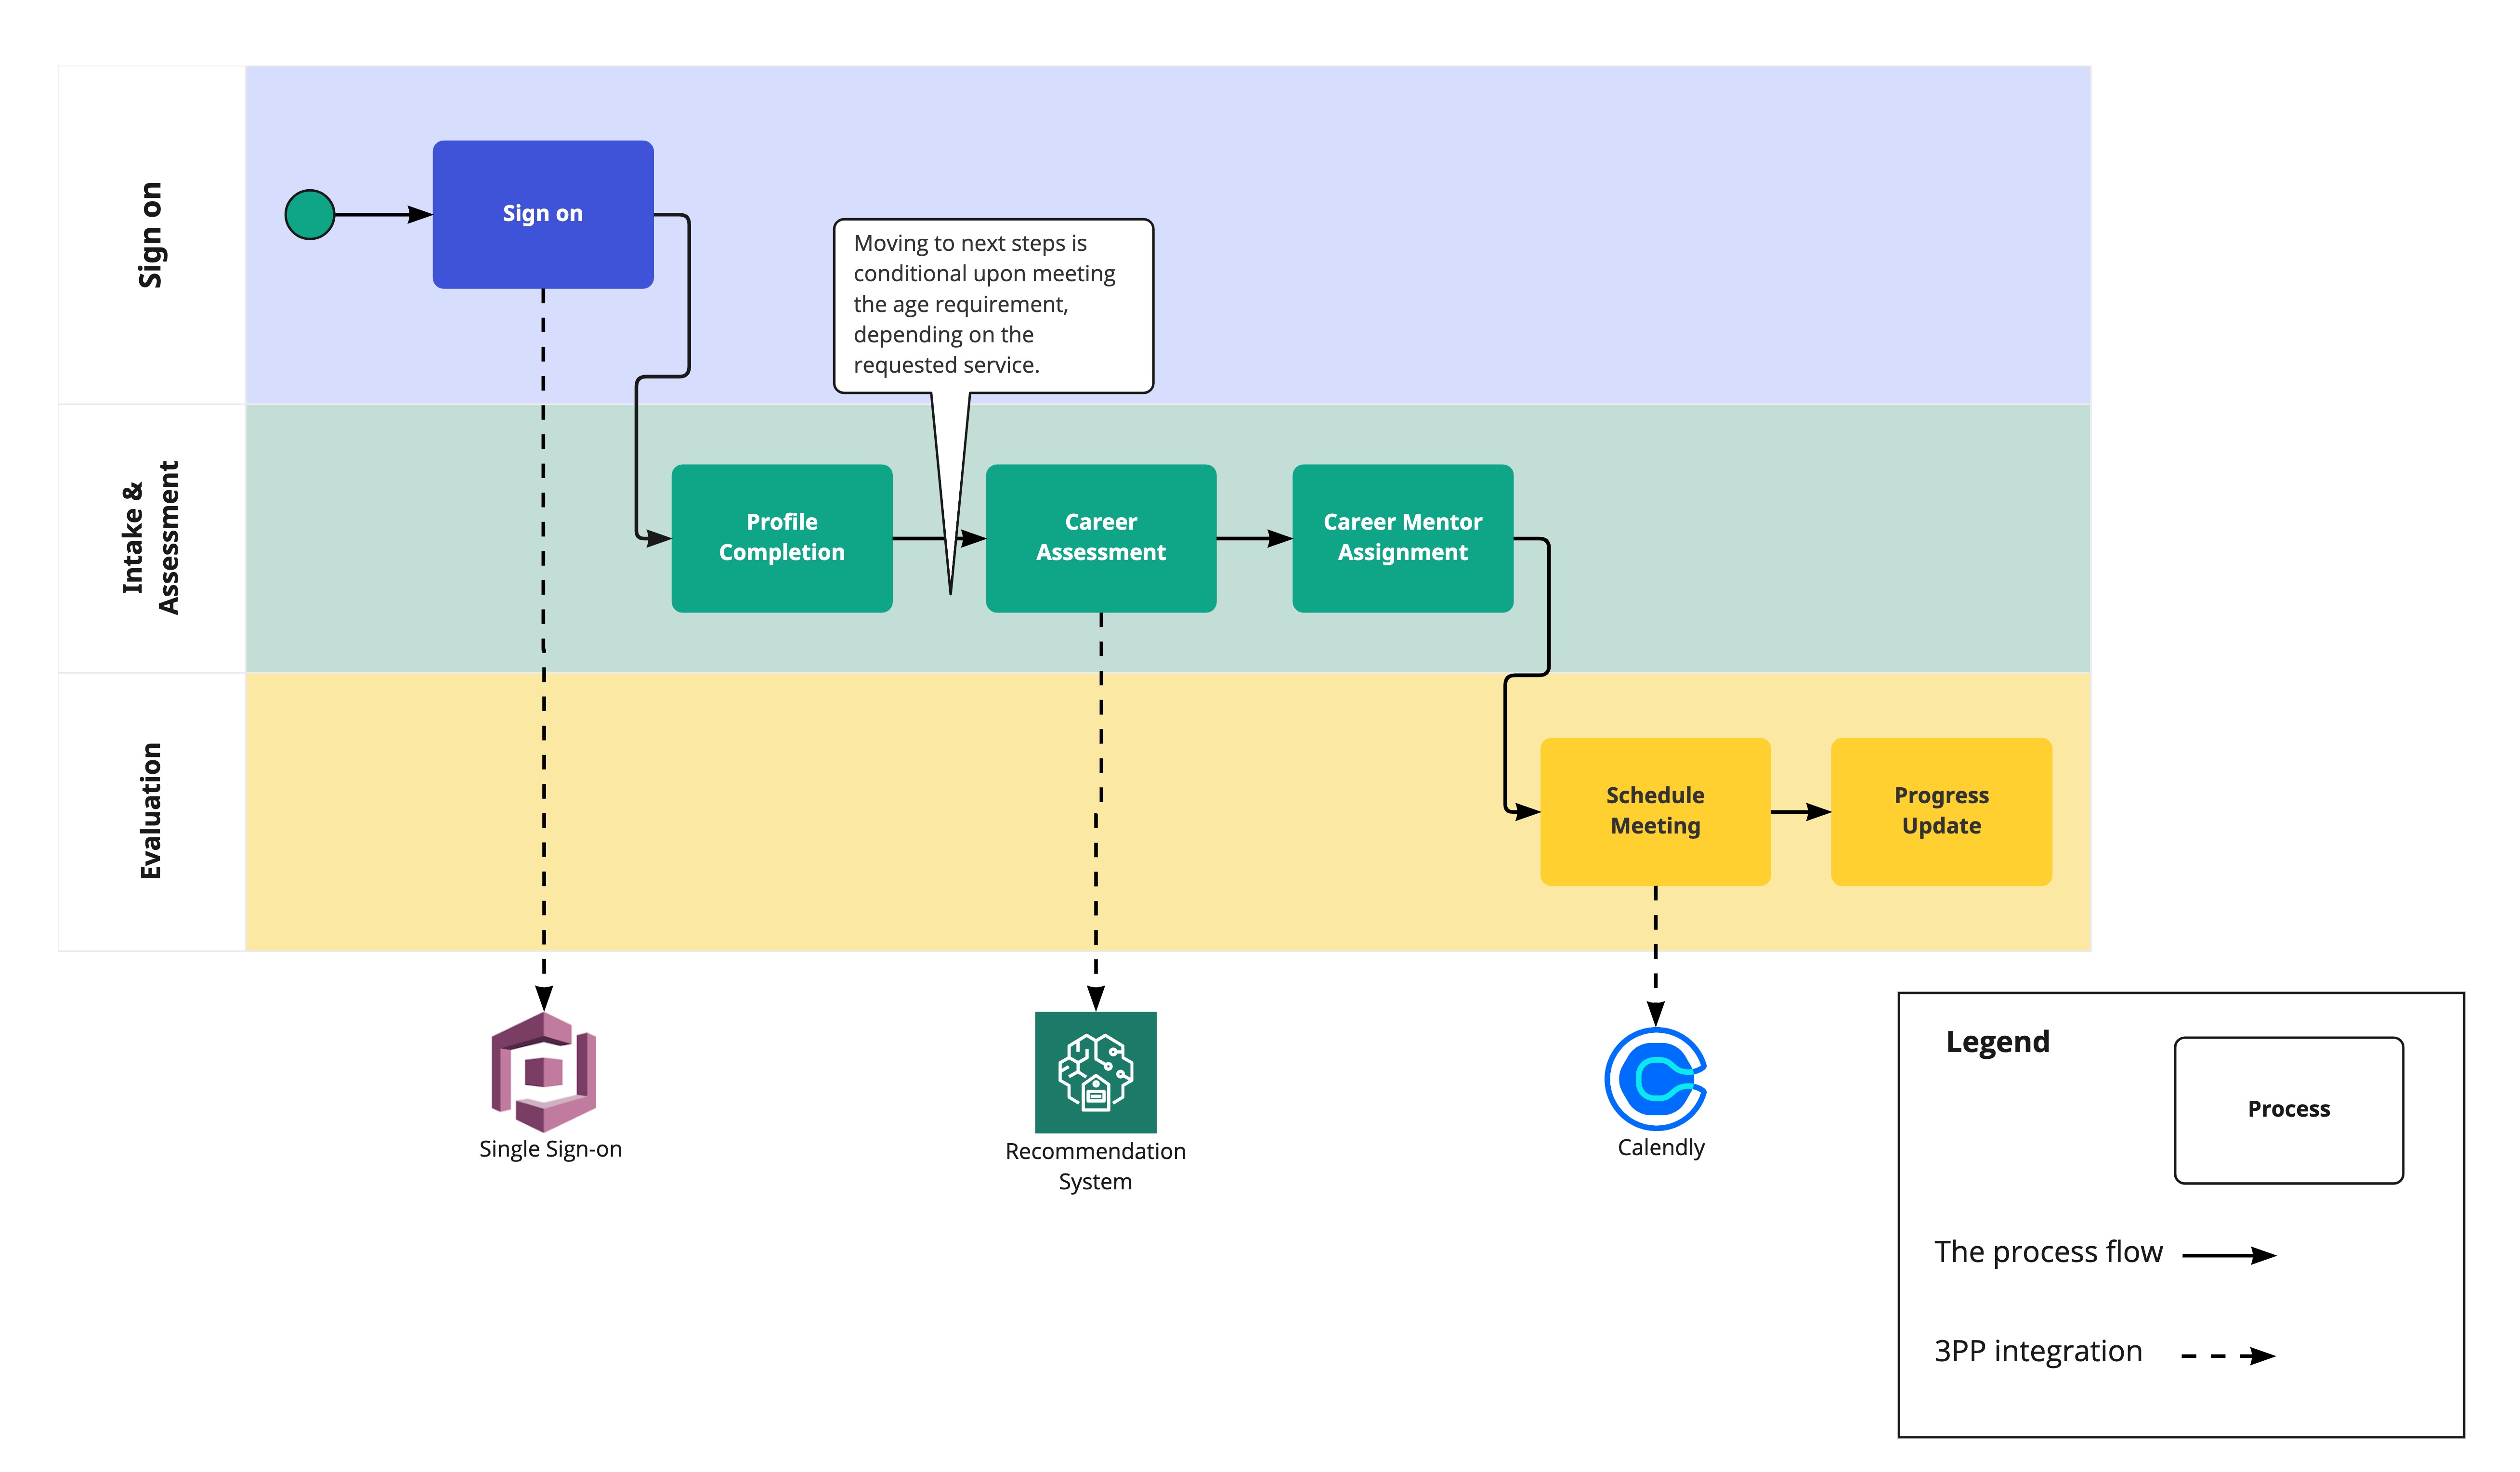 Sign on
Sign on
Moving to next steps is
conditional upon meeting
the age requirement,
depending on the
requested service.
Intake &
Assessment
Profile
Completion
Career
Assessment
Career Mentor
Assignment
Evaluation
Schedule
Meeting
Progress
Update
Single Sign-on
Recommendation
System
Calendly
Legend
Process
The process flow
3PP integration